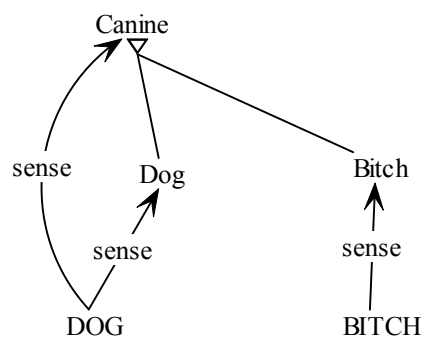 Canine
sense
Dog
Bitch
sense
sense
DOG
BITCH